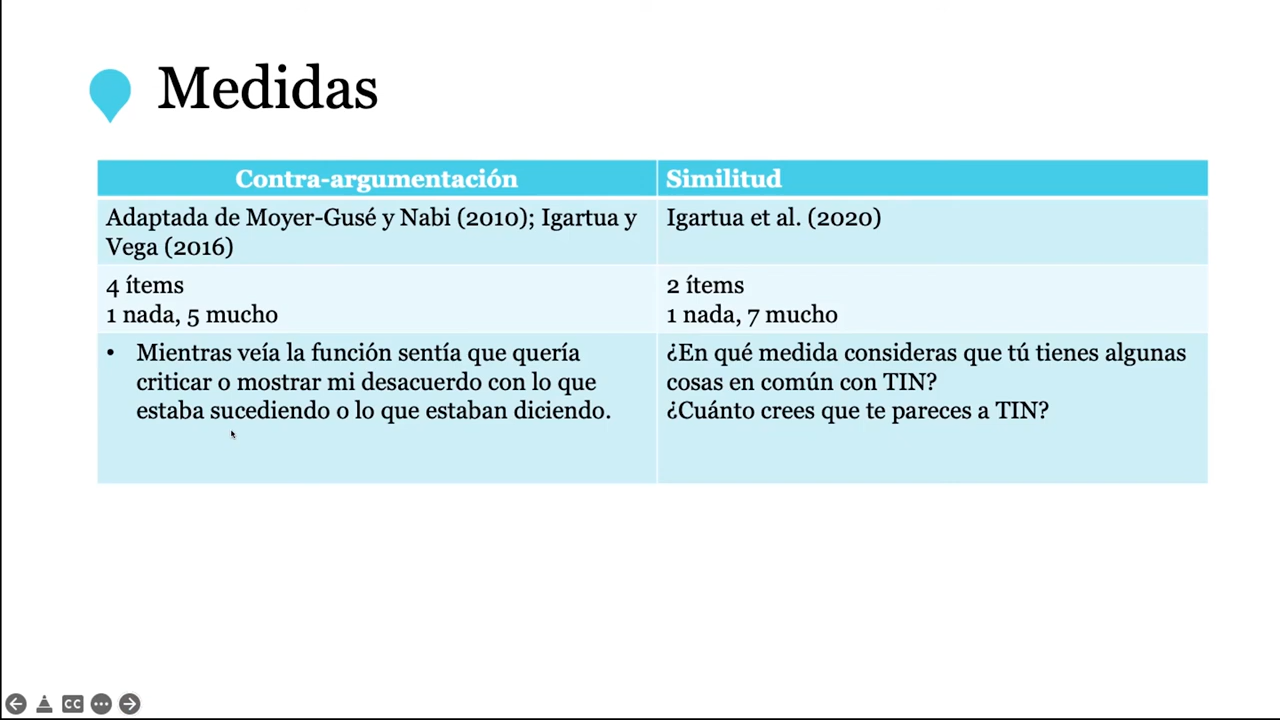 Medidas
Contra-argumentación
Similitud
Adaptada de Moyer-Gusé y Nabi (2010); Igartua y
Vega (2016)
Igartua et al. (2020)
4 ítems
1 nada, 5 mucho
2 ítems
1 nada, 7 mucho
• Mientras veía la función sentía que quería
criticar o mostrar mi desacuerdo con lo que
estaba sucediendo o lo que estaban diciendo.
¿En qué medida consideras que tú tienes algunas
cosas en común con TIN?
¿Cuánto crees que te pareces a TIN?
CC